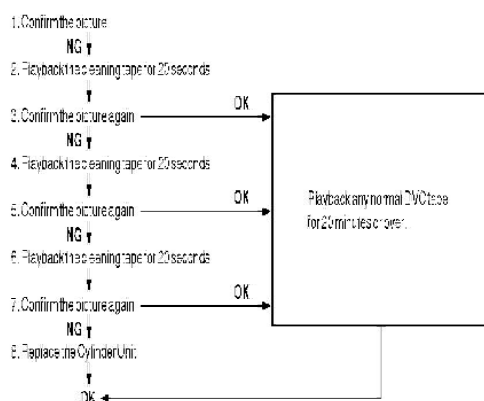 1. Confirm the picture
NG
2. Playback the cleaning tape for 20 seconds
3. Confirm the picture again
OK
NG
4. Playback the cleaning tape for 20 seconds
5. Confirm the picture again
OK
NG
6. Playback the cleaning tape for 20 seconds
7. Confirm the picture again
OK
NG
8. Replace the Cylinder Unit
OK
Playback any normal DVC tape
for 20 minutes or over.